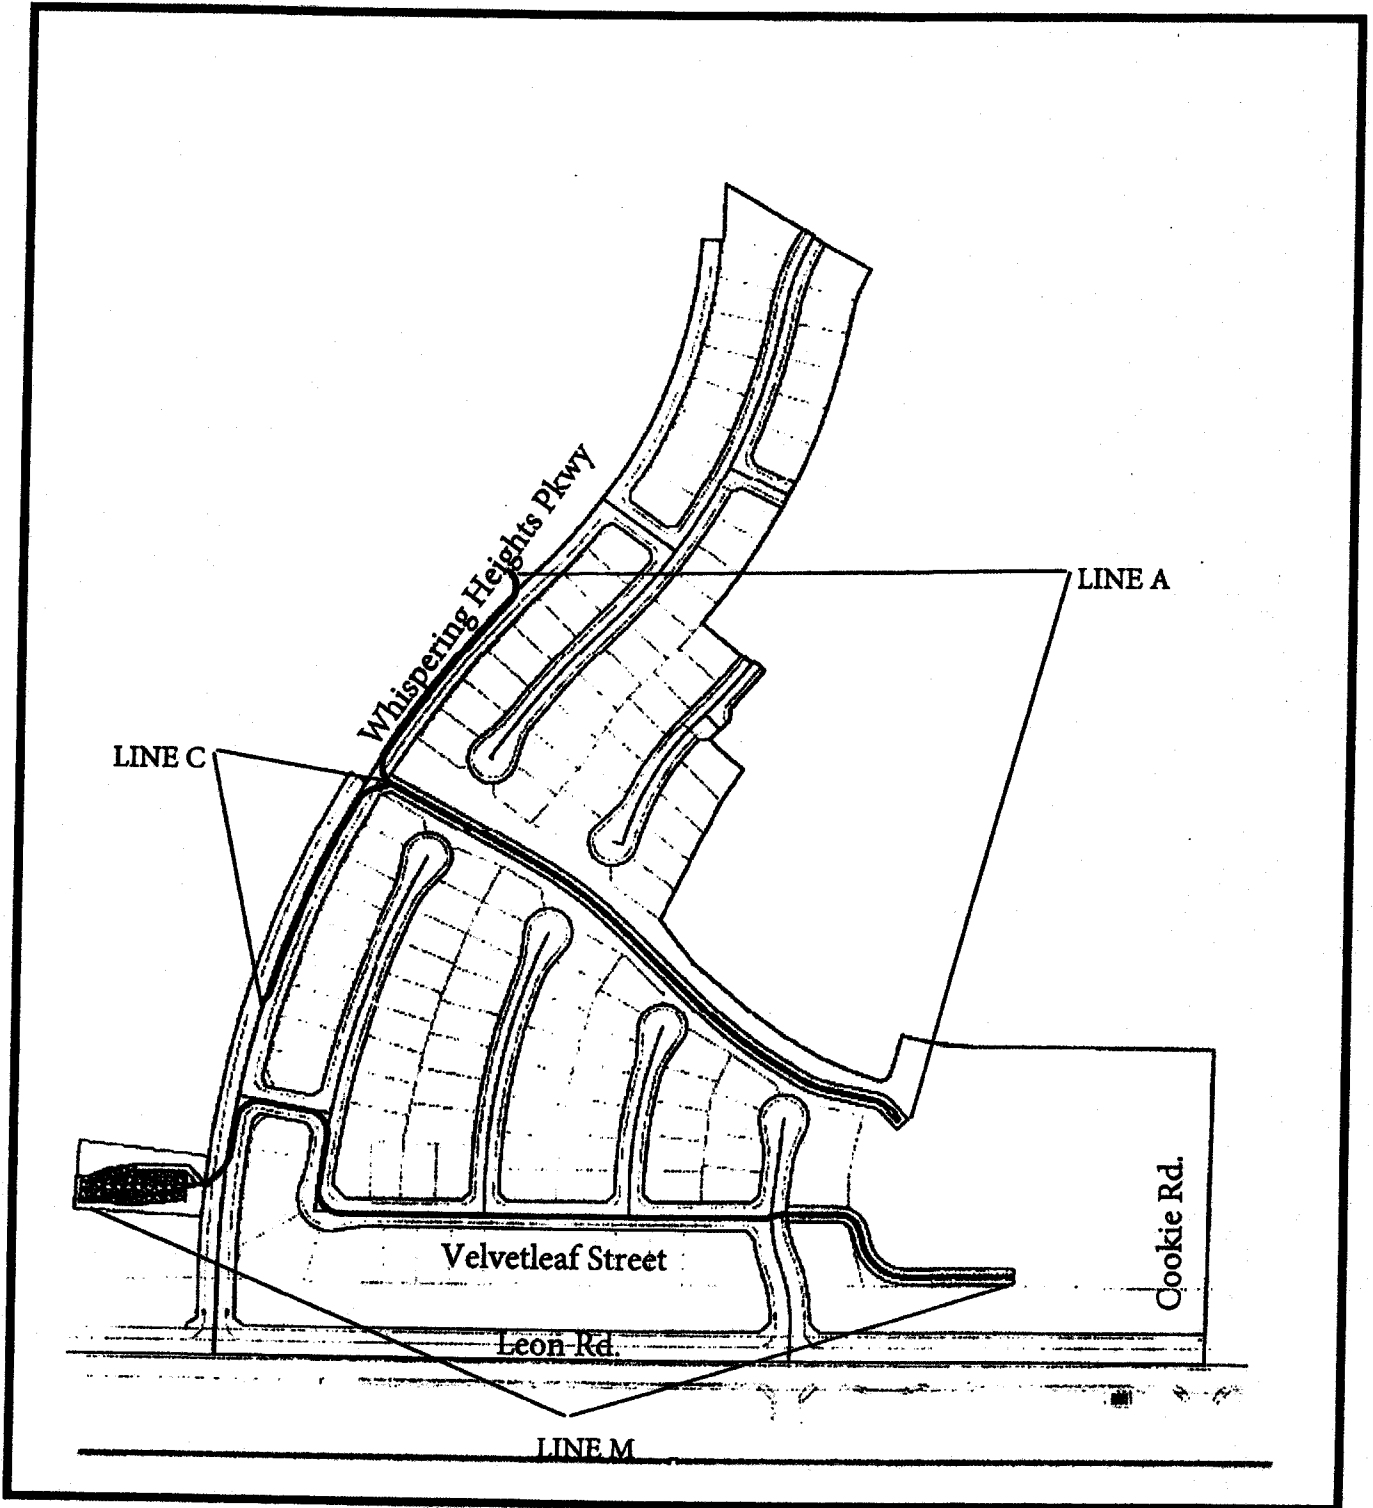 Whispering Heights Pkwy
LINE A
LINE C
Cookie Rd.
Velvetleaf Street
Leon Rd.
LINE M